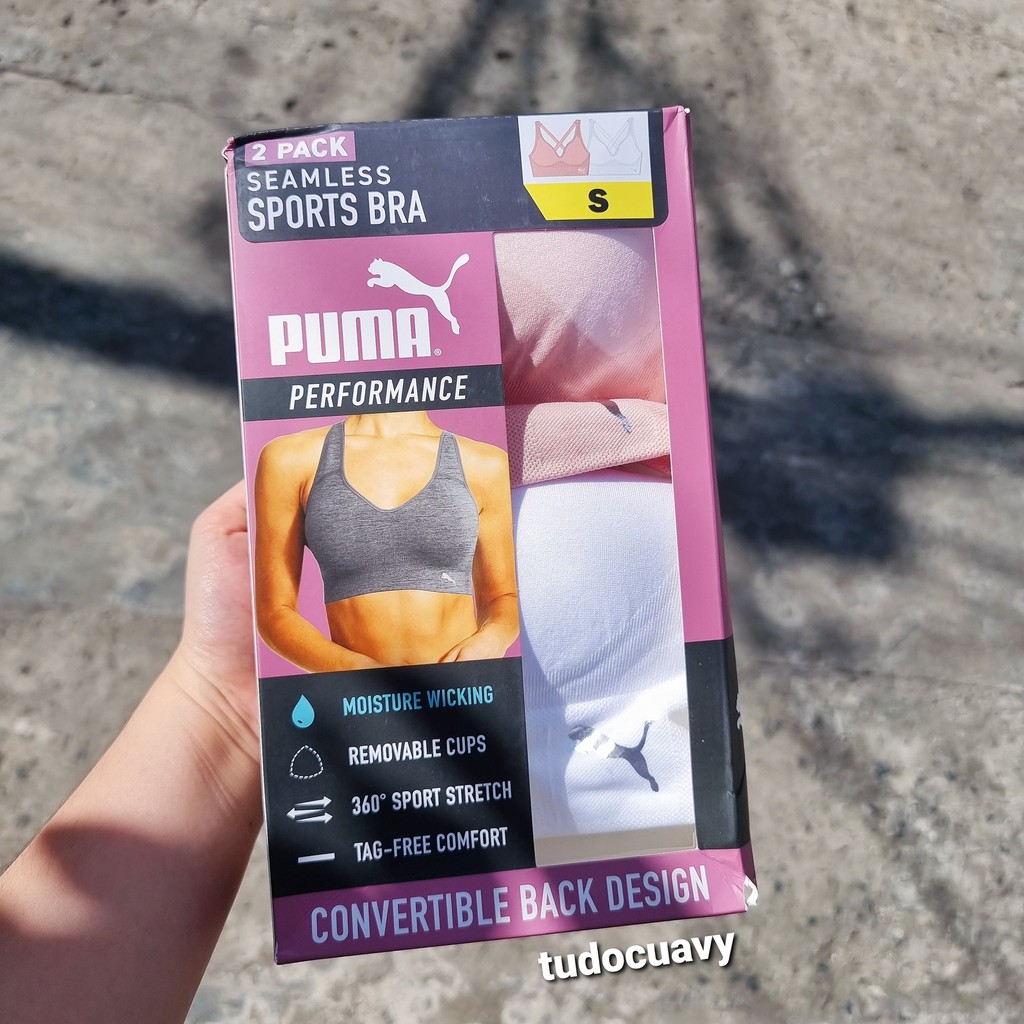 2 PACK
SEAMLESS
SPORTS BRA
S
PUMA®
PERFORMANCE
MOISTURE WICKING
REMOVABLE CUPS
360° SPORT STRETCH
TAG-FREE COMFORT
CONVERTIBLE BACK DESIGN
tudocuavy